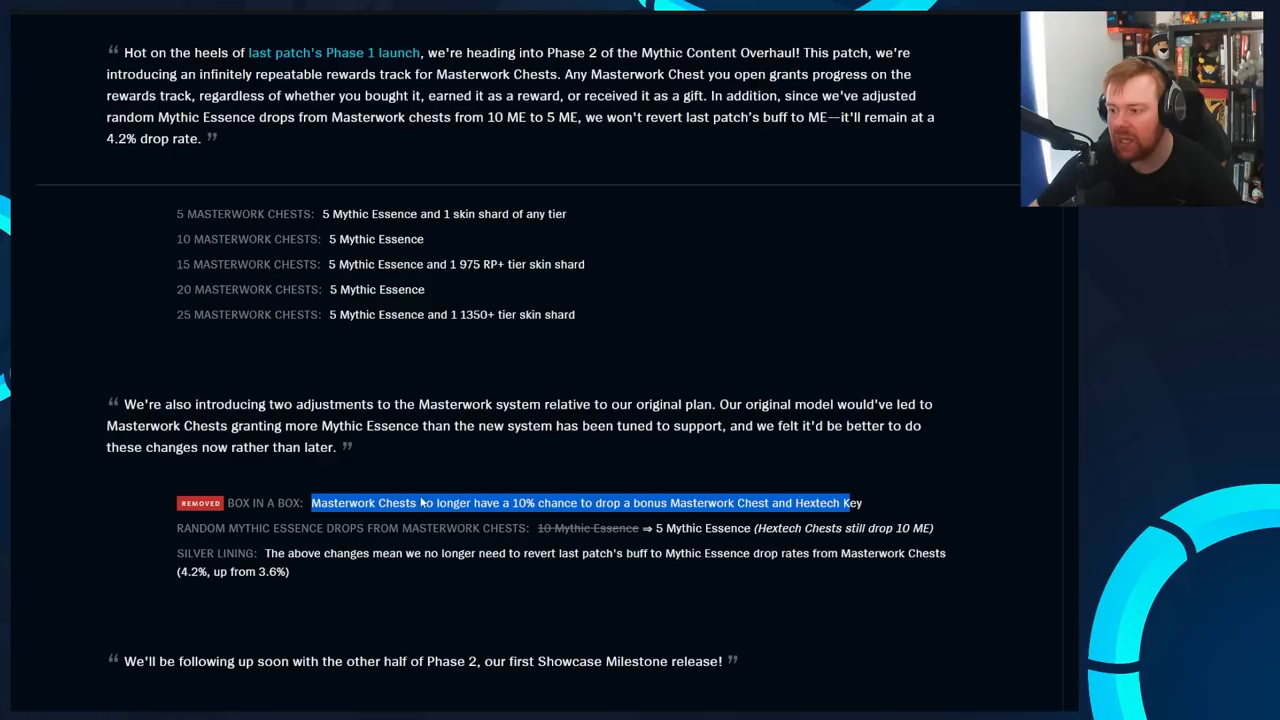 “ Hot on the heels of last patch's Phase 1 launch, we're heading into Phase 2 of the Mythic Content Overhaul! This patch, we're
introducing an infinitely repeatable rewards track for Masterwork Chests. Any Masterwork Chest you open grants progress on the
rewards track, regardless of whether you bought it, earned it as a reward, or received it as a gift. In addition, since we've adjusted
random Mythic Essence drops from Masterwork chests from 10 ME to 5 ME, we won't revert last patch's buff to ME—it'll remain at a
4.2% drop rate. ”
5 MASTERWORK CHESTS: 5 Mythic Essence and 1 skin shard of any tier
10 MASTERWORK CHESTS: 5 Mythic Essence
15 MASTERWORK CHESTS: 5 Mythic Essence and 1 975 RP+ tier skin shard
20 MASTERWORK CHESTS: 5 Mythic Essence
25 MASTERWORK CHESTS: 5 Mythic Essence and 1 1350+ tier skin shard
“ We're also introducing two adjustments to the Masterwork system relative to our original plan. Our original model would've led to
Masterwork Chests granting more Mythic Essence than the new system has been tuned to support, and we felt it'd be better to do
these changes now rather than later. ”
REMOVED BOX IN A BOX: Masterwork Chests no longer have a 10% chance to drop a bonus Masterwork Chest and Hextech Key
RANDOM MYTHIC ESSENCE DROPS FROM MASTERWORK CHESTS: 10 Mythic Essence ⇒ 5 Mythic Essence (Hextech Chests still drop 10 ME)
SILVER LINING: The above changes mean we no longer need to revert last patch's buff to Mythic Essence drop rates from Masterwork Chests
(4.2%, up from 3.6%)
“ We'll be following up soon with the other half of Phase 2, our first Showcase Milestone release! ”